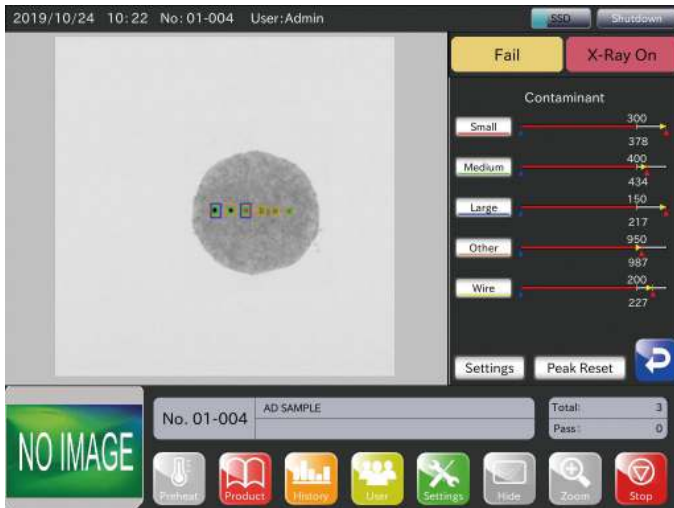 2019/10/24 10:22 No:01-004 User:Admin
SSD
Shutdown
Fail
X-Ray On
Contaminant
Small
300
378
Medium
400
434
Large
150
217
Other
950
987
Wire
200
227
Settings
Peak Reset
NO IMAGE
No. 01-004
AD SAMPLE
Total: 3
Pass: 0
Preheat
Product
History
User
Settings
Hide
Zoom
Stop